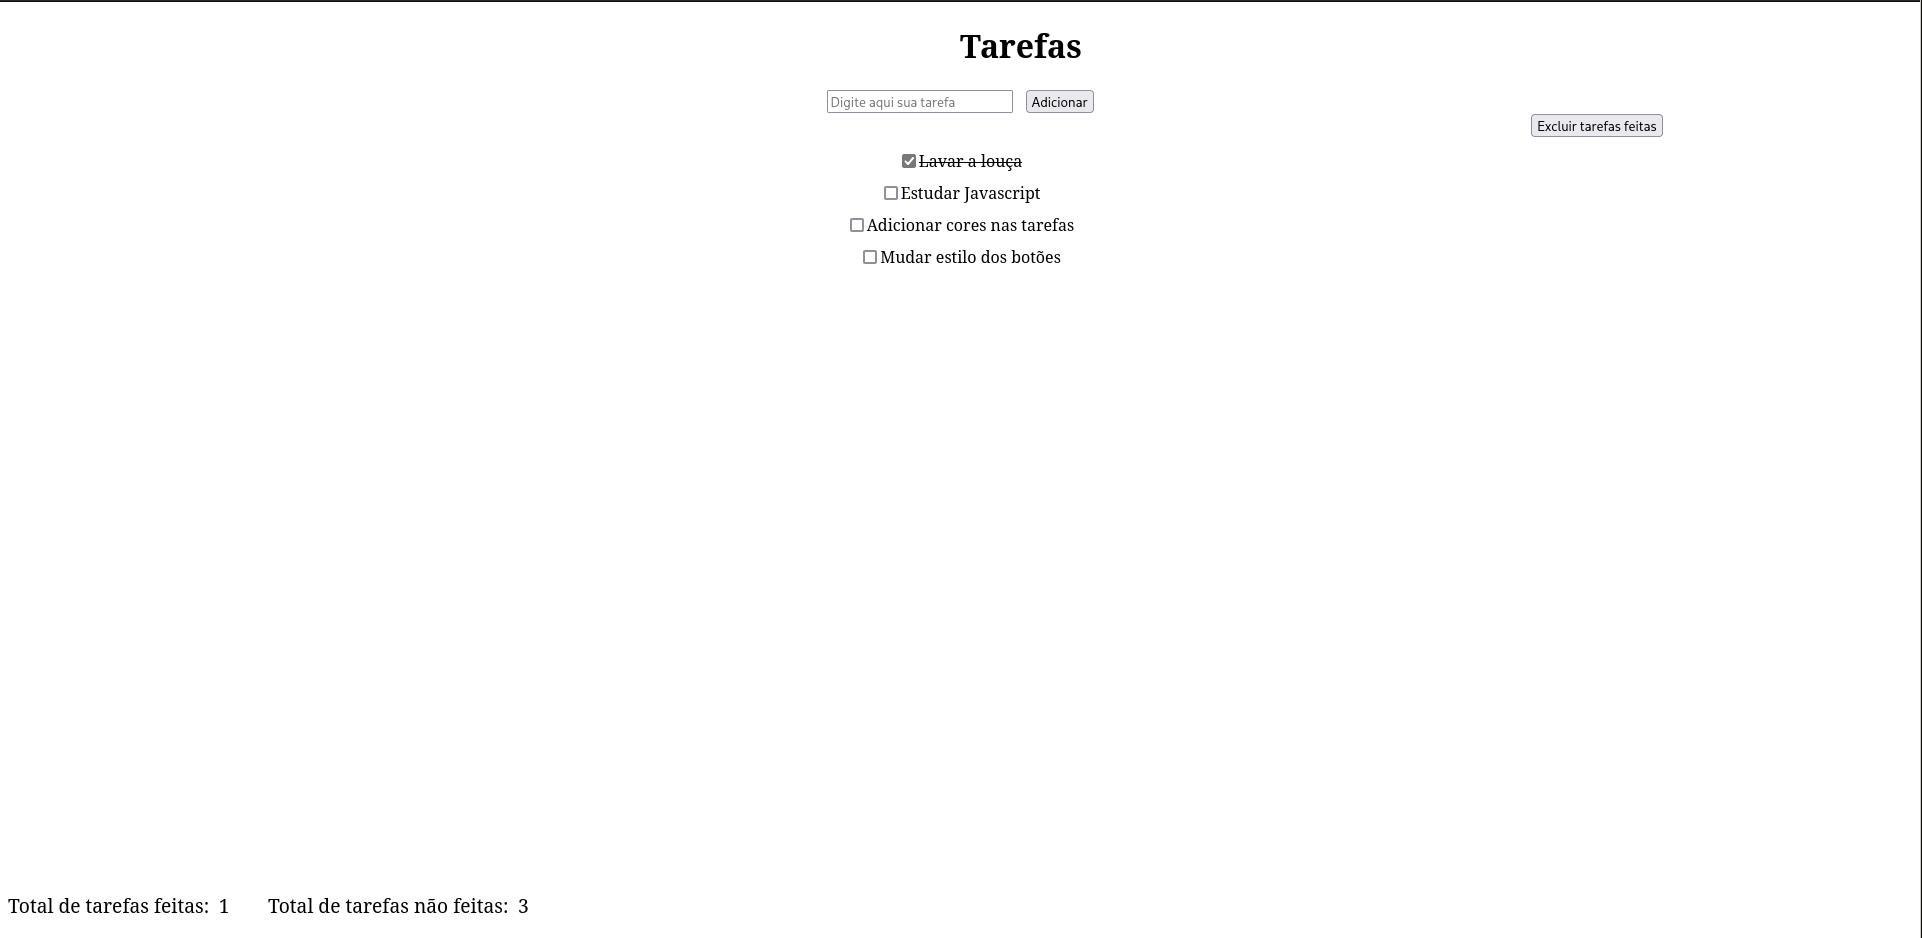 Tarefas
Digite aqui sua tarefa Adicionar
Excluir tarefas feitas
Lavar a louça
Estudar Javascript
Adicionar cores nas tarefas
Mudar estilo dos botões
Total de tarefas feitas: 1 Total de tarefas não feitas: 3